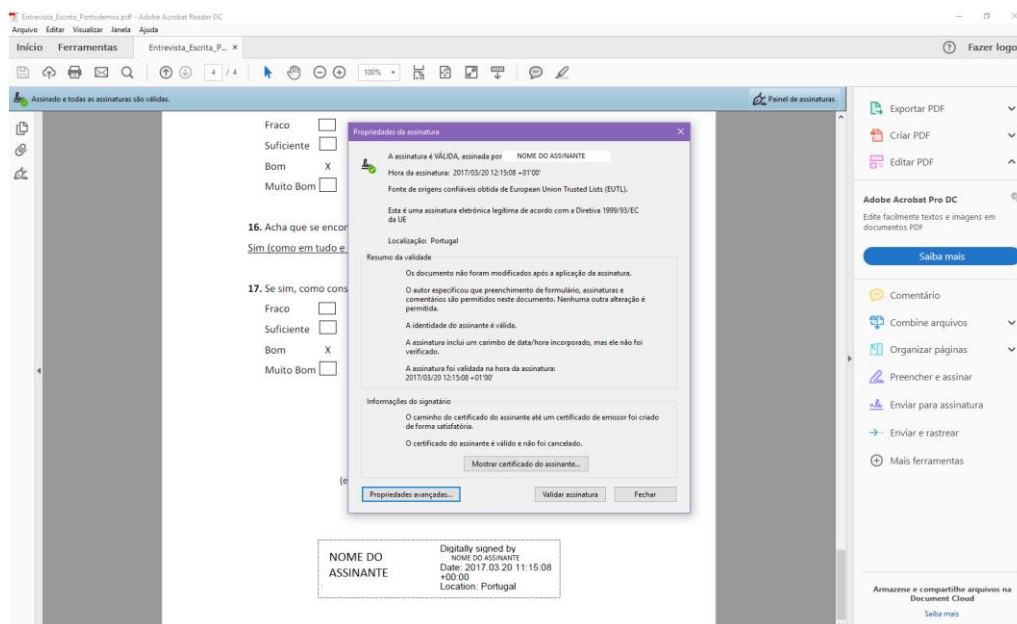 Entrevista_Escrita_Portodemos.pdf - Adobe Acrobat Reader DC
Arquivo Editar Visualizar Janela Ajuda
Início Ferramentas Entrevista_Escrita_P... × Fazer logo
4 / 4 100%
Assinado e todas as assinaturas são válidas. Painel de assinaturas
Fraco
Suficiente
Bom X
Muito Bom
16. Acha que se encor
Sim (como em tudo e
17. Se sim, como cons
Fraco
Suficiente
Bom X
Muito Bom
(e
NOME DO
ASSINANTE
Digitally signed by
NOME DO ASSINANTE
Date: 2017.03.20 11:15:08
+00:00
Location: Portugal
Propriedades da assinatura
A assinatura é VÁLIDA, assinada por NOME DO ASSINANTE
Hora da assinatura: 2017/03/20 12:15:08 +01'00'
Fonte de origens confiáveis obtida de European Union Trusted Lists (EUTL).
Esta é uma assinatura eletrônica legítima de acordo com a Diretiva 1999/93/EC
da UE
Localização: Portugal
Resumo da validade
Os documento não foram modificados após a aplicação da assinatura.
O autor especificou que preenchimento de formulário, assinaturas e
comentários são permitidos neste documento. Nenhuma outra alteração é
permitida.
A identidade do assinante é válida.
A assinatura inclui um carimbo de data/hora incorporado, mas ele não foi
verificado.
A assinatura foi validada na hora da assinatura:
2017/03/20 12:15:08 +01'00'
Informações do signatário
O caminho do certificado do assinante até um certificado de emissor foi criado
de forma satisfatória.
O certificado do assinante é válido e não foi cancelado.
Mostrar certificado do assinante...
Propriedades avançadas... Validar assinatura Fechar
Exportar PDF
Criar PDF
Editar PDF
Adobe Acrobat Pro DC
Edite facilmente textos e imagens em
documentos PDF
Saiba mais
Comentário
Combine arquivos
Organizar páginas
Preencher e assinar
Enviar para assinatura
Enviar e rastrear
Mais ferramentas
Armazene e compartilhe arquivos na
Document Cloud
Saiba mais